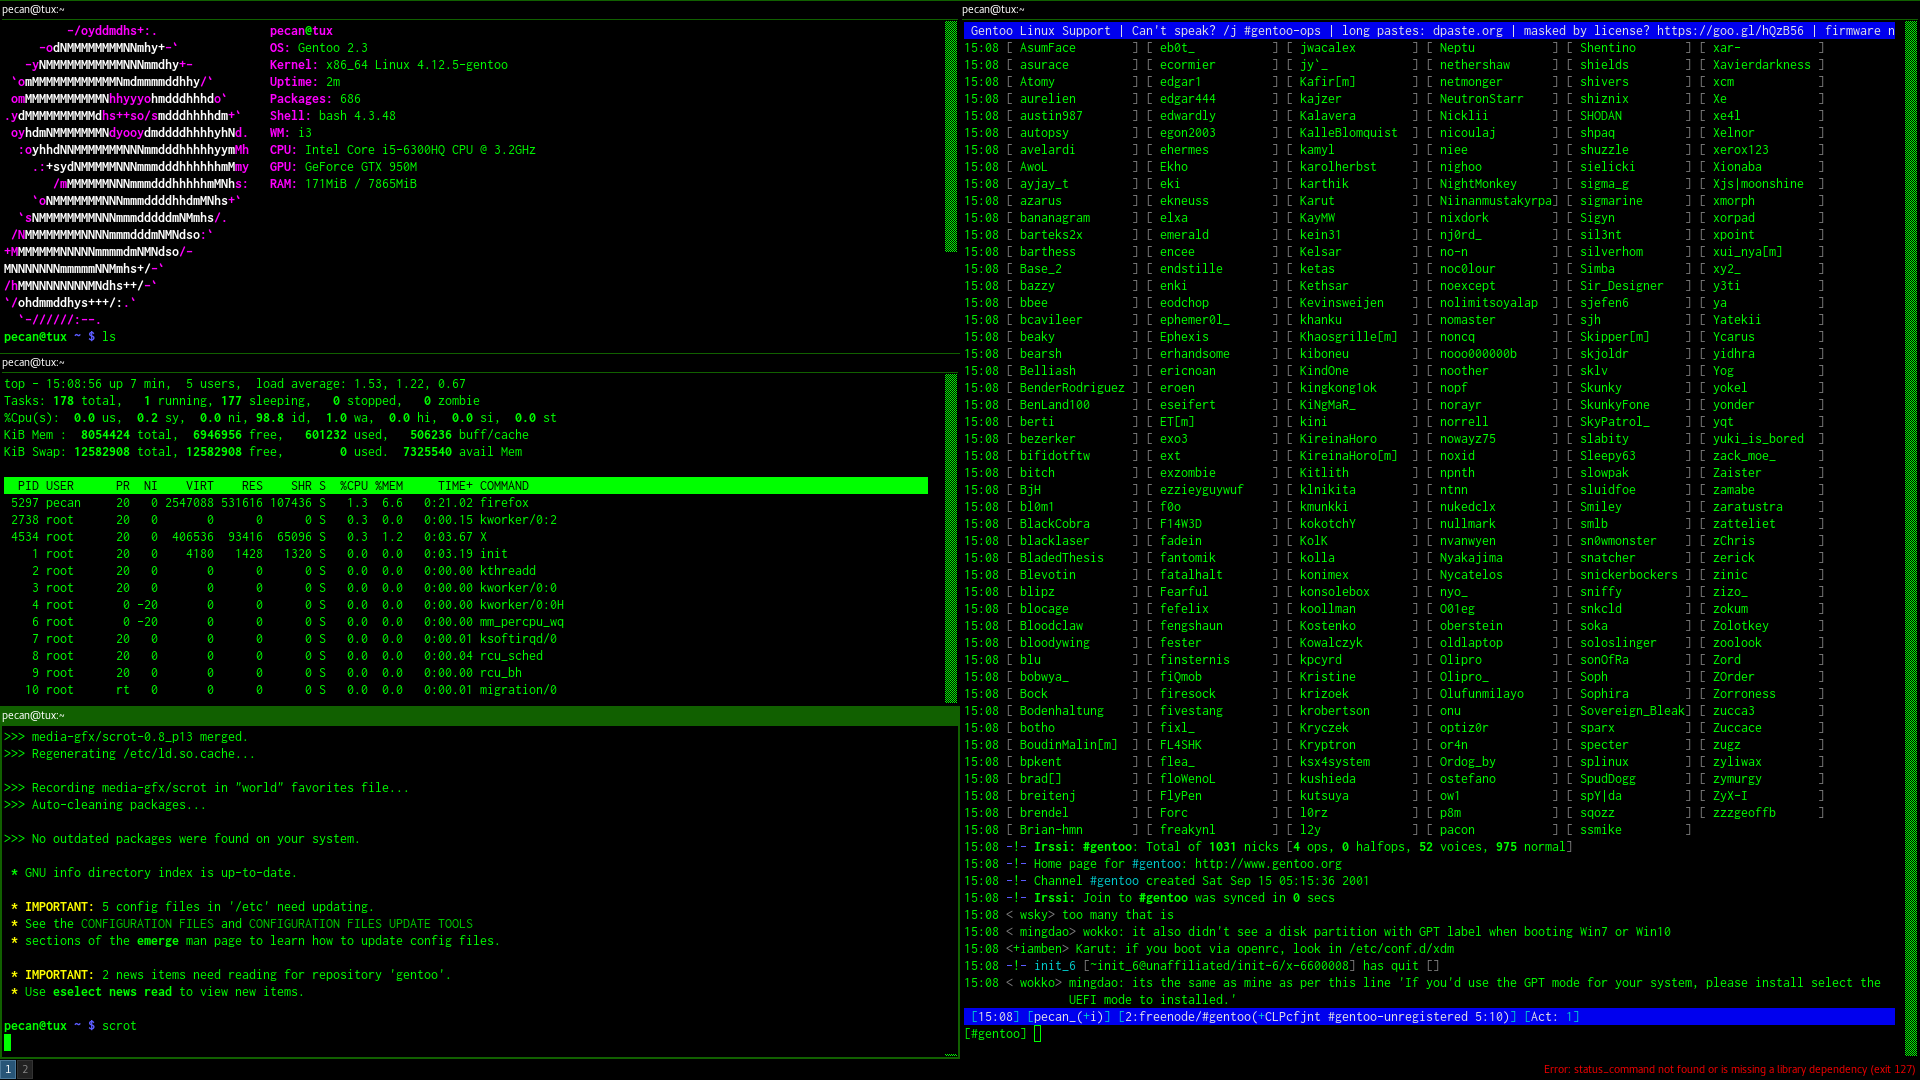 pecan@tux:~
-/oyddmdhs+:.
-odNMMMMMMMMNNmhy+-`
-yNMMMMMMMMMMMNNNmmdhy+-
`omMMMMMMMMMMMMNmdmmmmddhhy/`
omMMMMMMMMMMMNhhyyyohmdddhhhdo`
.ydMMMMMMMMMMdhs++so/smdddhhhhdm+`
oyhdmNMMMMMMMNdyooydmddddhhhhyhNd.
:oyhhdNNMMMMMMMNNNmmdddhhhhhyymMh
.:+sydNMMMMMNNNmmmdddhhhhhhmMmy
/mMMMMMMNNNmmmdddhhhhhmMNhs:
`oNMMMMMMMNNNmmmddddhhdmMNhs+`
`sNMMMMMMMMNNNmmmdddddmNMmhs/.
/NMMMMMMMMNNNNmmmdddmNMNdso:`
+MMMMMMMNNNNNmmmmdmNMNdso/-
MNNNNNNNmmmmmNNMmhs+/-`
/hMMNNNNNNNNMNdhs++/-`
`/ohdmmddhys+++/:.`
`-//////:--.
pecan@tux
OS: Gentoo 2.3
Kernel: x86_64 Linux 4.12.5-gentoo
Uptime: 2m
Packages: 686
Shell: bash 4.3.48
WM: i3
CPU: Intel Core i5-6300HQ CPU @ 3.2GHz
GPU: GeForce GTX 950M
RAM: 171MiB / 7865MiB
pecan@tux ~ $ ls
pecan@tux:~
top - 15:08:56 up 7 min,  5 users,  load average: 1.53, 1.22, 0.67
Tasks: 178 total,   1 running, 177 sleeping,   0 stopped,   0 zombie
%Cpu(s):  0.0 us,  0.2 sy,  0.0 ni, 98.8 id,  1.0 wa,  0.0 hi,  0.0 si,  0.0 st
KiB Mem :  8054424 total,  6946956 free,   601232 used,   506236 buff/cache
KiB Swap: 12582908 total, 12582908 free,        0 used.  7325540 avail Mem
PID USER PR NI VIRT RES SHR S %CPU %MEM TIME+ COMMAND
5297 pecan 20 0 2547088 531616 107436 S 1.3 6.6 0:21.02 firefox
2738 root 20 0 0 0 0 S 0.3 0.0 0:00.15 kworker/0:2
4534 root 20 0 406536 93416 65096 S 0.3 1.2 0:03.67 X
1 root 20 0 4180 1428 1320 S 0.0 0.0 0:03.19 init
2 root 20 0 0 0 0 S 0.0 0.0 0:00.00 kthreadd
3 root 20 0 0 0 0 S 0.0 0.0 0:00.00 kworker/0:0
4 root 0 -20 0 0 0 S 0.0 0.0 0:00.00 kworker/0:0H
6 root 0 -20 0 0 0 S 0.0 0.0 0:00.00 mm_percpu_wq
7 root 20 0 0 0 0 S 0.0 0.0 0:00.01 ksoftirqd/0
8 root 20 0 0 0 0 S 0.0 0.0 0:00.04 rcu_sched
9 root 20 0 0 0 0 S 0.0 0.0 0:00.00 rcu_bh
10 root rt 0 0 0 0 S 0.0 0.0 0:00.01 migration/0
pecan@tux:~
>>> media-gfx/scrot-0.8_p13 merged.
>>> Regenerating /etc/ld.so.cache...
>>> Recording media-gfx/scrot in "world" favorites file...
>>> Auto-cleaning packages...
>>> No outdated packages were found on your system.
* GNU info directory index is up-to-date.
* IMPORTANT: 5 config files in '/etc' need updating.
* See the CONFIGURATION FILES and CONFIGURATION FILES UPDATE TOOLS
* sections of the emerge man page to learn how to update config files.
* IMPORTANT: 2 news items need reading for repository 'gentoo'.
* Use eselect news read to view new items.
pecan@tux ~ $ scrot
1 2
pecan@tux:~
Gentoo Linux Support | Can't speak? /j #gentoo-ops | long pastes: dpaste.org | masked by license? https://goo.gl/hQzB56 | firmware n
15:08 [ AsumFace ] [ eb0t_ ] [ jwacalex ] [ Neptu ] [ Shentino ] [ xar- ]
15:08 [ asurace ] [ ecormier ] [ jy`_ ] [ nethershaw ] [ shields ] [ Xavierdarkness ]
15:08 [ Atomy ] [ edgar1 ] [ Kafir[m] ] [ netmonger ] [ shivers ] [ xcm ]
15:08 [ aurelien ] [ edgar444 ] [ kajzer ] [ NeutronStarr ] [ shiznix ] [ Xe ]
15:08 [ austin987 ] [ edwardly ] [ Kalavera ] [ Nicklii ] [ SHODAN ] [ xe4l ]
15:08 [ autopsy ] [ egon2003 ] [ KalleBlomquist ] [ nicoulaj ] [ shpaq ] [ Xelnor ]
15:08 [ avelardi ] [ ehermes ] [ kamyl ] [ niee ] [ shuzzle ] [ xerox123 ]
15:08 [ AwoL ] [ Ekho ] [ karolherbst ] [ nighoo ] [ sielicki ] [ Xionaba ]
15:08 [ ayjay_t ] [ eki ] [ karthik ] [ NightMonkey ] [ sigma_g ] [ Xjs|moonshine ]
15:08 [ azarus ] [ ekneuss ] [ Karut ] [ Niinanmustakyrpa] [ sigmarine ] [ xmorph ]
15:08 [ bananagram ] [ elxa ] [ KayMW ] [ nixdork ] [ Sigyn ] [ xorpad ]
15:08 [ barteks2x ] [ emerald ] [ kein31 ] [ nj0rd_ ] [ sil3nt ] [ xpoint ]
15:08 [ barthess ] [ encee ] [ Kelsar ] [ no-n ] [ silverhom ] [ xui_nya[m] ]
15:08 [ Base_2 ] [ endstille ] [ ketas ] [ noc0lour ] [ Simba ] [ xy2_ ]
15:08 [ bazzy ] [ enki ] [ Kethsar ] [ noexcept ] [ Sir_Designer ] [ y3ti ]
15:08 [ bbee ] [ eodchop ] [ Kevinsweijen ] [ nolimitsoyalap ] [ sjefen6 ] [ ya ]
15:08 [ bcavileer ] [ ephemer0l_ ] [ khanku ] [ nomaster ] [ sjh ] [ Yatekii ]
15:08 [ beaky ] [ Ephexis ] [ Khaosgrille[m] ] [ noncq ] [ Skipper[m] ] [ Ycarus ]
15:08 [ bearsh ] [ erhandsome ] [ kiboneu ] [ nooo000000b ] [ skjoldr ] [ yidhra ]
15:08 [ Belliash ] [ ericnoan ] [ KindOne ] [ noother ] [ sklv ] [ Yog ]
15:08 [ BenderRodriguez ] [ eroen ] [ kingkong1ok ] [ nopf ] [ Skunky ] [ yokel ]
15:08 [ BenLand100 ] [ eseifert ] [ KiNgMaR_ ] [ norayr ] [ SkunkyFone ] [ yonder ]
15:08 [ berti ] [ ET[m] ] [ kini ] [ norrell ] [ SkyPatrol_ ] [ yqt ]
15:08 [ bezerker ] [ exo3 ] [ KireinaHoro ] [ nowayz75 ] [ slabity ] [ yuki_is_bored ]
15:08 [ bifidotftw ] [ ext ] [ KireinaHoro[m] ] [ noxid ] [ Sleepy63 ] [ zack_moe_ ]
15:08 [ bitch ] [ exzombie ] [ Kitlith ] [ npnth ] [ slowpak ] [ Zaister ]
15:08 [ BjH ] [ ezzieyguywuf ] [ klnikita ] [ ntnn ] [ sluidfoe ] [ zamabe ]
15:08 [ bl0m1 ] [ f0o ] [ kmunkki ] [ nukedclx ] [ Smiley ] [ zaratustra ]
15:08 [ BlackCobra ] [ F14W3D ] [ kokotchY ] [ nullmark ] [ smlb ] [ zatteliet ]
15:08 [ blacklaser ] [ fadein ] [ KolK ] [ nvanwyen ] [ sn0wmonster ] [ zChris ]
15:08 [ BladedThesis ] [ fantomik ] [ kolla ] [ Nyakajima ] [ snatcher ] [ zerick ]
15:08 [ Blevotin ] [ fatalhalt ] [ konimex ] [ Nycatelos ] [ snickerbockers ] [ zinic ]
15:08 [ blipz ] [ Fearful ] [ konsolebox ] [ nyo_ ] [ sniffy ] [ zizo_ ]
15:08 [ blocage ] [ fefelix ] [ koollman ] [ O01eg ] [ snkcld ] [ zokum ]
15:08 [ Bloodclaw ] [ fengshaun ] [ Kostenko ] [ oberstein ] [ soka ] [ Zolotkey ]
15:08 [ bloodywing ] [ fester ] [ Kowalczyk ] [ oldlaptop ] [ soloslinger ] [ zoolook ]
15:08 [ blu ] [ finsternis ] [ kpcyrd ] [ Olipro ] [ sonOfRa ] [ Zord ]
15:08 [ bobwya_ ] [ fiQmob ] [ Kristine ] [ Olipro_ ] [ Soph ] [ ZOrder ]
15:08 [ Bock ] [ firesock ] [ krizoek ] [ Olufunmilayo ] [ Sophira ] [ Zorroness ]
15:08 [ Bodenhaltung ] [ fivestang ] [ krobertson ] [ onu ] [ Sovereign_Bleak] [ zucca3 ]
15:08 [ botho ] [ fixl_ ] [ Kryczek ] [ optiz0r ] [ sparx ] [ Zuccace ]
15:08 [ BoudinMalin[m] ] [ FL4SHK ] [ Kryptron ] [ or4n ] [ specter ] [ zugz ]
15:08 [ bpkent ] [ flea_ ] [ ksx4system ] [ Ordog_by ] [ splinux ] [ zyliwax ]
15:08 [ brad[] ] [ floWenoL ] [ kushieda ] [ ostefano ] [ SpudDogg ] [ zymurgy ]
15:08 [ breitenj ] [ FlyPen ] [ kutsuya ] [ ow1 ] [ spY|da ] [ ZyX-I ]
15:08 [ brendel ] [ Forc ] [ l0rz ] [ p8m ] [ sqozz ] [ zzzgeoffb ]
15:08 [ Brian-hmn ] [ freakynl ] [ l2y ] [ pacon ] [ ssmike ]
15:08 -!- Irssi: #gentoo: Total of 1031 nicks [4 ops, 0 halfops, 52 voices, 975 normal]
15:08 -!- Home page for #gentoo: http://www.gentoo.org
15:08 -!- Channel #gentoo created Sat Sep 15 05:15:36 2001
15:08 -!- Irssi: Join to #gentoo was synced in 0 secs
15:08 < wsky> too many that is
15:08 < mingdao> wokko: it also didn't see a disk partition with GPT label when booting Win7 or Win10
15:08 <+iamben> Karut: if you boot via openrc, look in /etc/conf.d/xdm
15:08 -!- init_6 [~init_6@unaffiliated/init-6/x-6600008] has quit []
15:08 < wokko> mingdao: its the same as mine as per this line 'If you'd use the GPT mode for your system, please install select the
UEFI mode to installed.'
[15:08] [pecan_(+i)] [2:freenode/#gentoo(+CLPcfjnt #gentoo-unregistered 5:10)] [Act: 1]
[#gentoo]
Error: status_command not found or is missing a library dependency (exit 127)